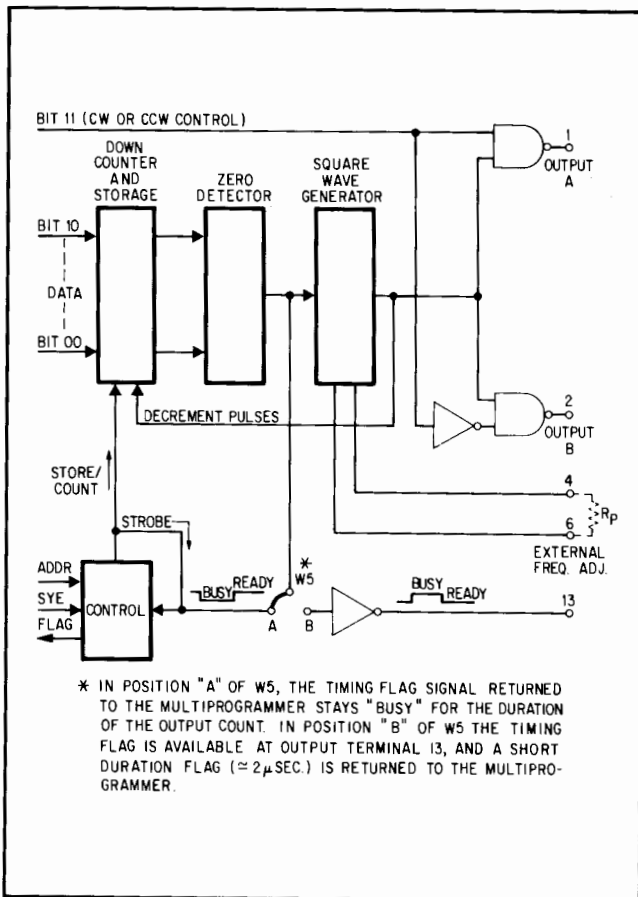 BIT 11 (CW OR CCW CONTROL)
1
OUTPUT
A
DOWN
COUNTER
AND
STORAGE
ZERO
DETECTOR
SQUARE
WAVE
GENERATOR
BIT 10
DATA
BIT 00
DECREMENT PULSES
2
OUTPUT
B
STORE/
COUNT
4
RP
6
EXTERNAL
FREQ. ADJ.
STROBE
ADDR
SYE
FLAG
CONTROL
BUSY READY
*
W5
A
B
BUSY READY
13
* IN POSITION "A" OF W5, THE TIMING FLAG SIGNAL RETURNED
TO THE MULTIPROGRAMMER STAYS "BUSY" FOR THE DURATION
OF THE OUTPUT COUNT. IN POSITION "B" OF W5 THE TIMING
FLAG IS AVAILABLE AT OUTPUT TERMINAL 13, AND A SHORT
DURATION FLAG (≃2μSEC.) IS RETURNED TO THE MULTIPRO-
GRAMMER.